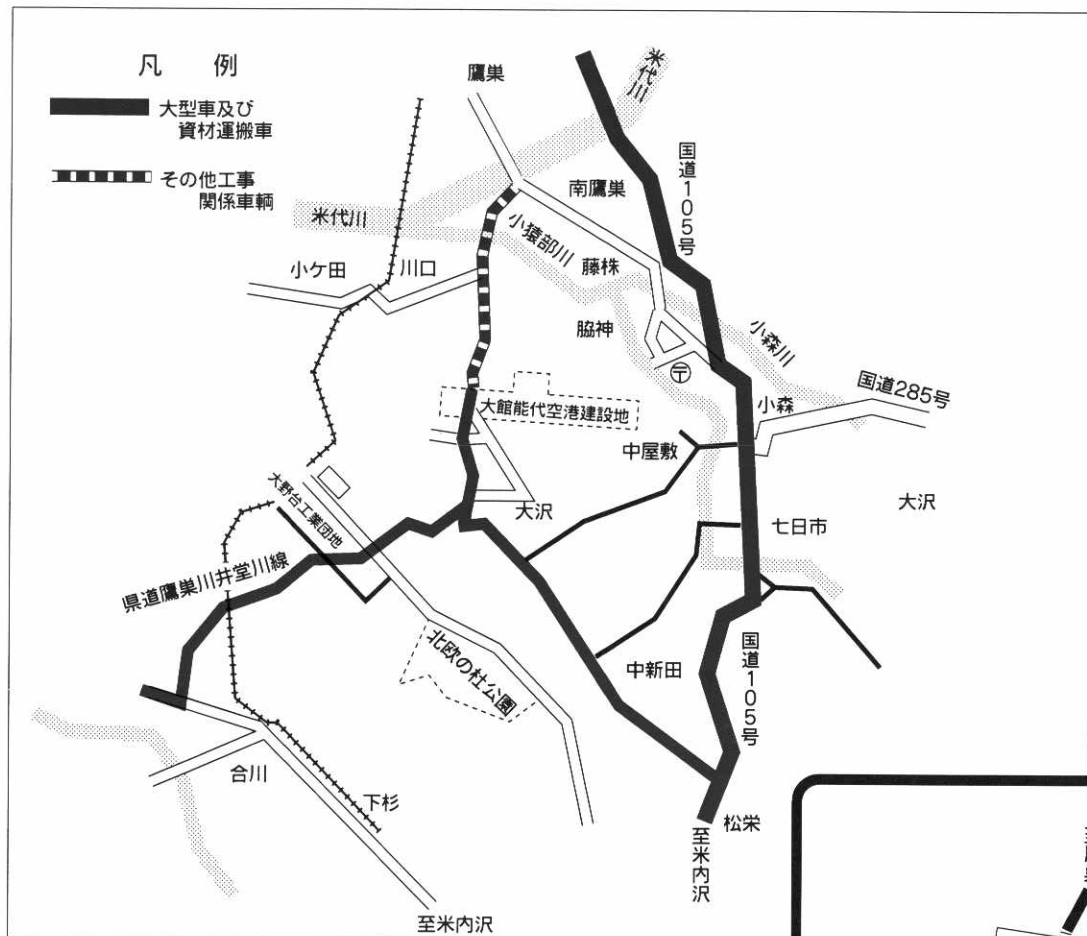 凡　例
大型車及び
資材運搬車
その他工事
関係車輌
鷹巣
米代川
国道105号
南鷹巣
米代川
小猿部川
藤株
小ケ田
川口
脇神
小森川
〒
国道285号
大館能代空港建設地
小森
中屋敷
大沢
大野台工業団地
大沢
七日市
県道鷹巣川井堂川線
北欧の杜公園
中新田
国道105号
合川
下杉
松栄
至米内沢
至米内沢